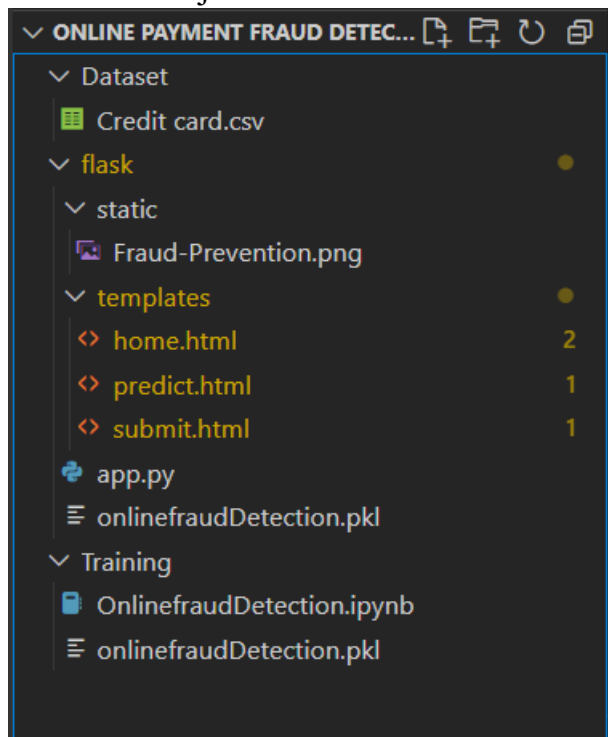 ONLINE PAYMENT FRAUD DETEC...
Dataset
Credit card.csv
flask
static
Fraud-Prevention.png
templates
home.html 2
predict.html 1
submit.html 1
app.py
onlinefraudDetection.pkl
Training
OnlinefraudDetection.ipynb
onlinefraudDetection.pkl